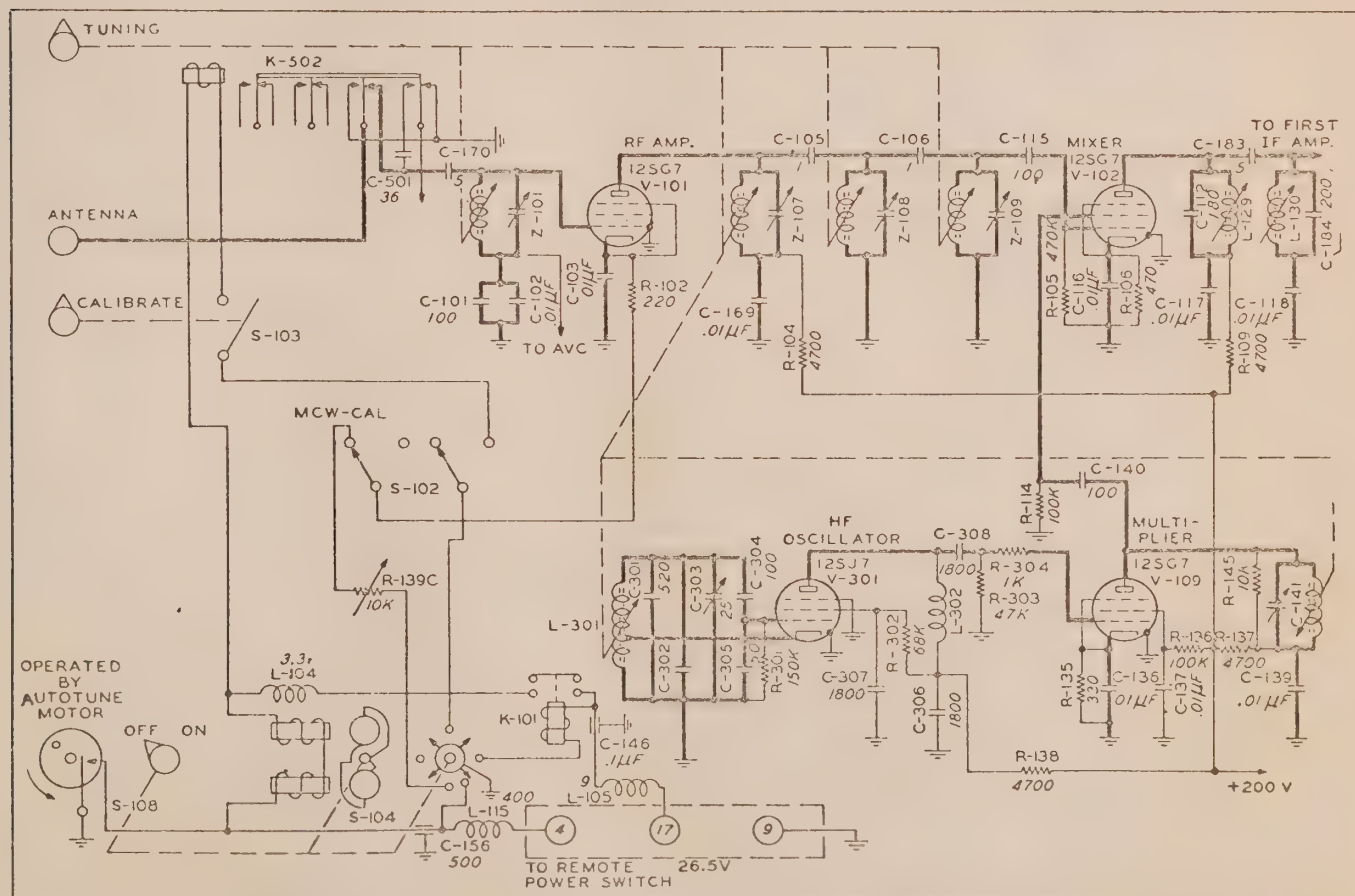 TUNING
K-502
C-170
5
C-501
36
Z-101
RF AMP.
12SG7
V-101
C-105
1
C-106
1
C-115
100
MIXER
12SG7
V-102
C-183
5
TO FIRST
IF AMP.
ANTENNA
CALIBRATE
S-103
C-101
100
C-102
.01µF
TO AVC
C-103
.01µF
R-102
220
Z-107
C-169
.01µF
R-104
4700
Z-108
Z-109
470K
R-105
C-116
.01µF
R-106
470
C-112
180
L-129
C-117
.01µF
L-130
C-184
200
C-118
.01µF
R-109
4700
MCW-CAL
S-102
R-139C
10K
C-140
100
R-114
100K
HF
OSCILLATOR
12SJ7
V-301
C-308
1800
R-304
1K
R-303
47K
MULTI-
PLIER
12SG7
V-109
R-145
10K
C-141
L-301
C-301
520
C-302
C-303
25
C-304
100
C-305
500
R-301
150K
C-307
1800
R-302
68K
L-302
C-306
1800
R-135
330
C-136
.01µF
C-137
.01µF
R-136
100K
R-137
4700
C-139
.01µF
R-138
4700
+200 V
OPERATED
BY
AUTOTUNE
MOTOR
OFF ON
S-108
3.3
L-104
S-104
K-101
C-146
.1µF
9
L-105
400
L-115
C-156
500
4
17
9
TO REMOTE
POWER SWITCH
26.5V